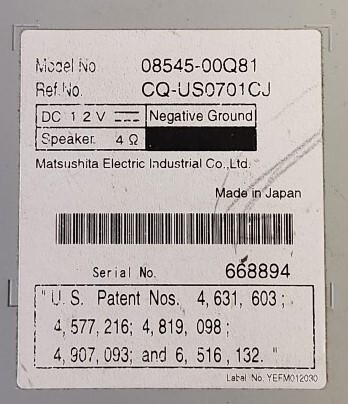 Model No. 08545-00Q81
Ref.No. CQ-US0701CJ
DC 12V Negative Ground
Speaker. 4 Ω
Matsushita Electric Industrial Co.,Ltd.
Made in Japan
Serial No. 668894
"U.S. Patent Nos. 4,631,603;
4,577,216; 4,819,098;
4,907,093; and 6,516,132."
Label No. YEFM012030